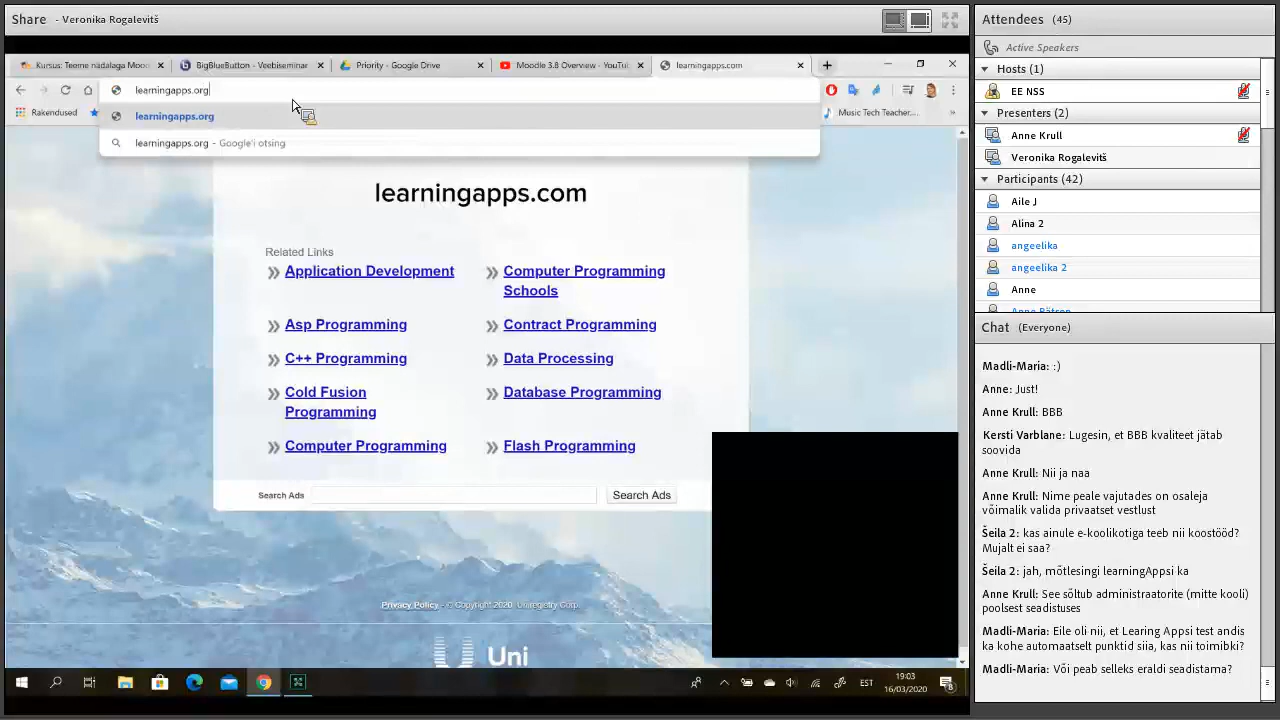 Share - Veronika Rogalevitš
Kursus: Teeme nädalaga Mood
BigBlueButton - Veebiseminar
Priority - Google Drive
Moodle 3.8 Overview - YouTu
learningapps.com
learningapps.org
Rakendused
Music Tech Teacher,...
learningapps.org
learningapps.org - Google'i otsing
learningapps.com
Related Links
Application Development
Computer Programming
Schools
Asp Programming
Contract Programming
C++ Programming
Data Processing
Cold Fusion
Programming
Database Programming
Computer Programming
Flash Programming
Search Ads
Search Ads
Privacy Policy - © Copyright 2020, Uniregistry Corp.
Uni
EST
19:03
16/03/2020
8
Attendees (45)
Active Speakers
Hosts (1)
EE NSS
Presenters (2)
Anne Krull
Veronika Rogalevitš
Participants (42)
Aile J
Alina 2
angeelika
angeelika 2
Anne
Chat (Everyone)
Madli-Maria: :)
Anne: Just!
Anne Krull: BBB
Kersti Varblane: Lugesin, et BBB kvaliteet jätab
soovida
Anne Krull: Nii ja naa
Anne Krull: Nime peale vajutades on osaleja
võimalik valida privaatset vestlust
Šeila 2: kas ainule e-koolikotiga teeb nii koostööd?
Mujalt ei saa?
Šeila 2: jah, mõtlesingi learningAppsi ka
Anne Krull: See sõltub administraatorite (mitte kooli)
poolsest seadistuses
Madli-Maria: Eile oli nii, et Learing Appsi test andis
ka kohe automaatselt punktid siia, kas nii toimibki?
Madli-Maria: Või peab selleks eraldi seadistama?